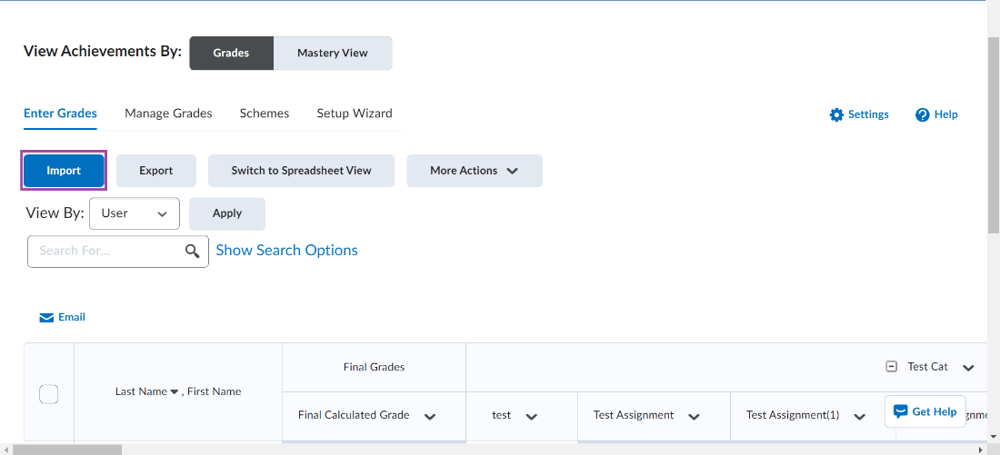 View Achievements By: Grades Mastery View
Enter Grades Manage Grades Schemes Setup Wizard Settings Help
Import Export Switch to Spreadsheet View More Actions
View By: User Apply
Search For... Show Search Options
Email
Final Grades Test Cat
Last Name , First Name
Final Calculated Grade test Test Assignment Test Assignment(1) Get Help